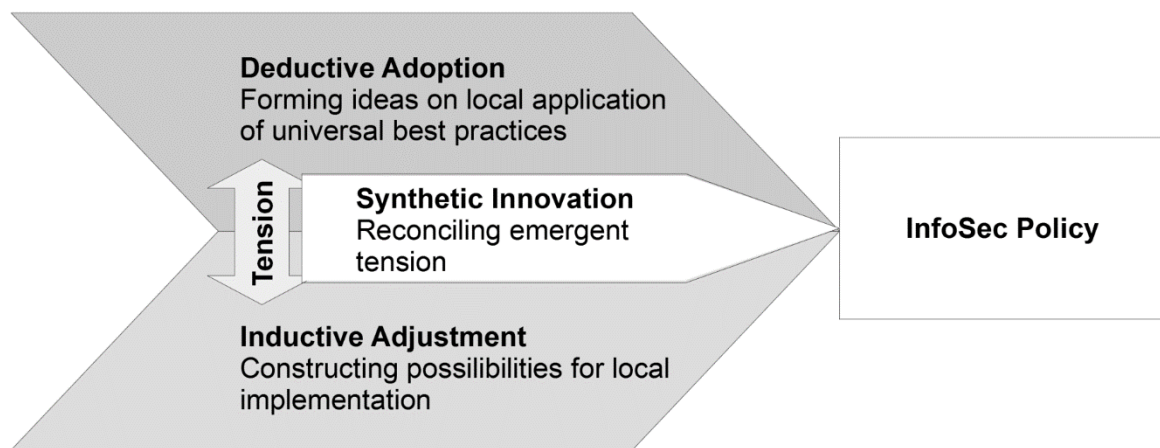 Deductive Adoption
Forming ideas on local application
of universal best practices
Tension
Synthetic Innovation
Reconciling emergent
tension
InfoSec Policy
Inductive Adjustment
Constructing possilibilities for local
implementation